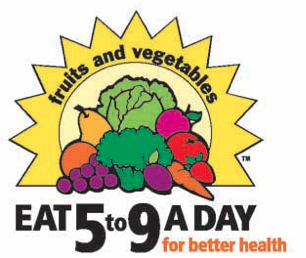 fruits and vegetables
TM
EAT 5 to 9 A DAY
for better health